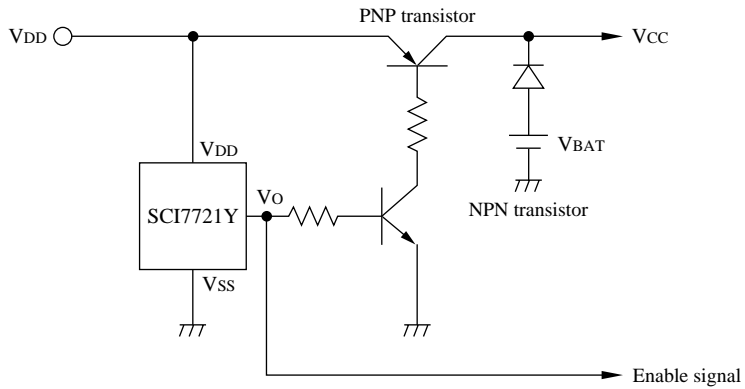 PNP transistor
VDD
VCC
VDD
VBAT
SCI7721Y
VO
NPN transistor
VSS
Enable signal